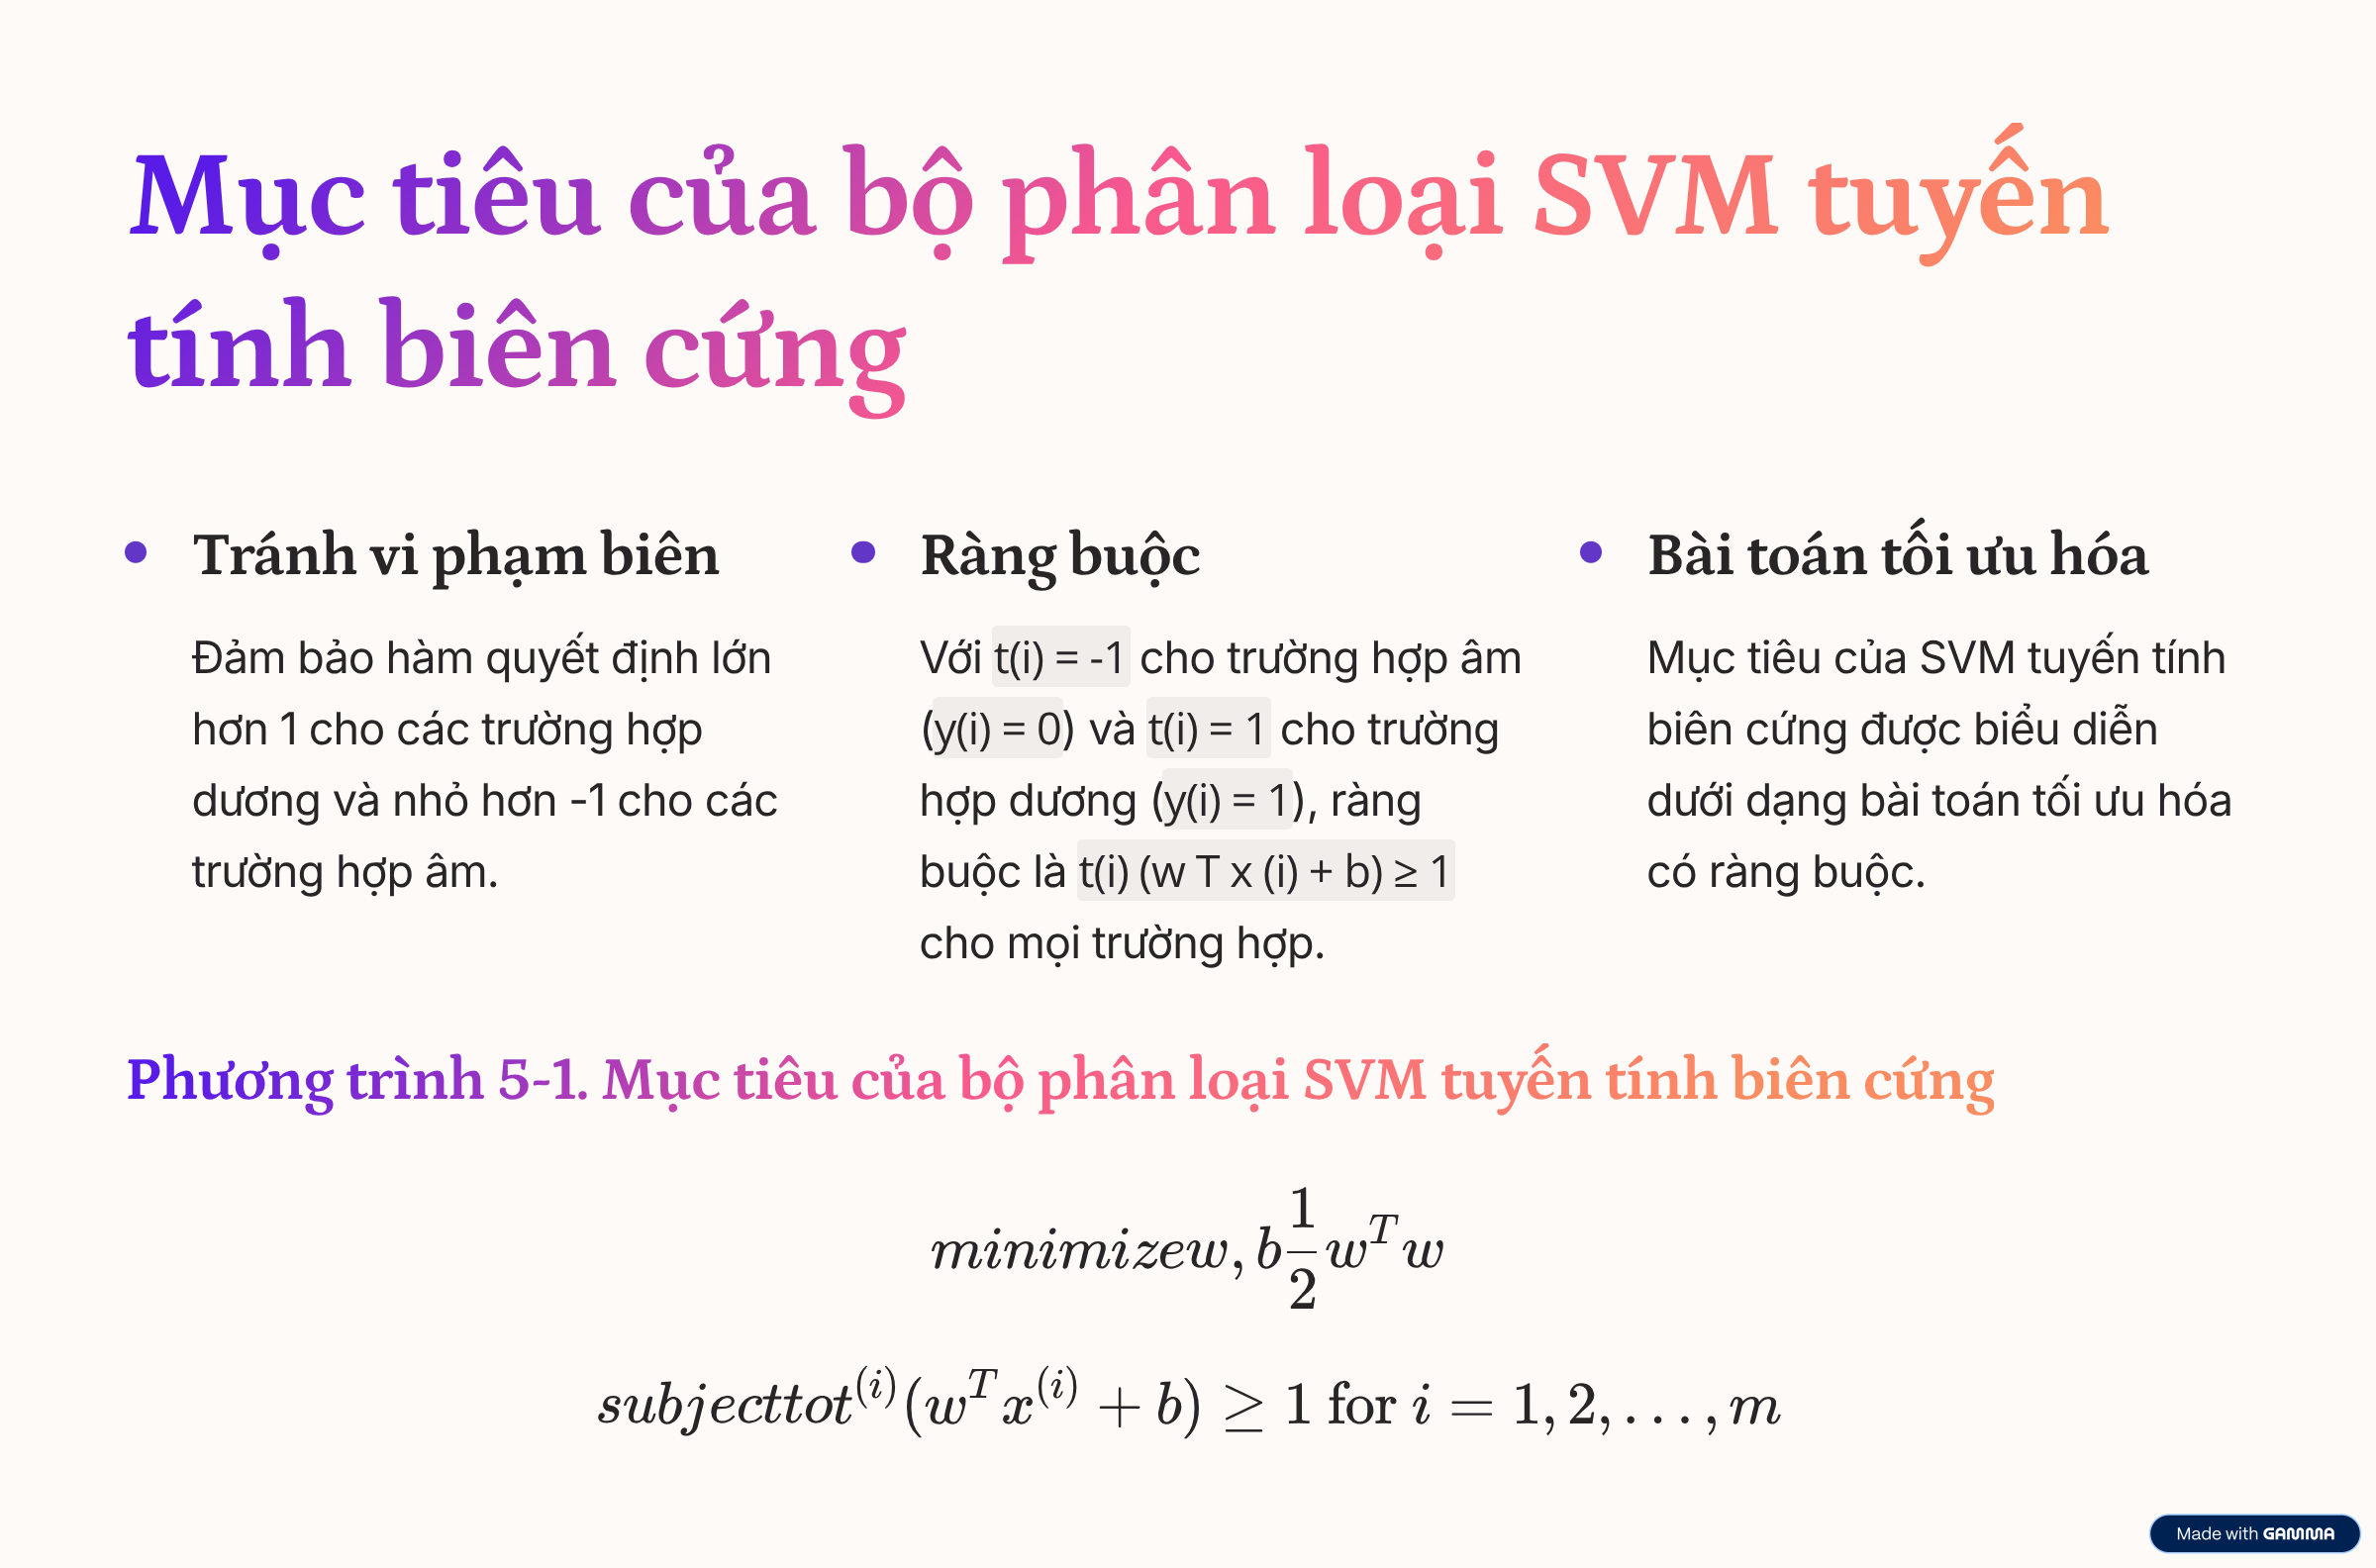 Mục tiêu của bộ phân loại SVM tuyến
tính biên cứng
Tránh vi phạm biên
Đảm bảo hàm quyết định lớn
hơn 1 cho các trường hợp
dương và nhỏ hơn -1 cho các
trường hợp âm.
Ràng buộc
Với t(i) = -1 cho trường hợp âm
(y(i) = 0) và t(i) = 1 cho trường
hợp dương (y(i) = 1), ràng
buộc là t(i) (w T x (i) + b) ≥ 1
cho mọi trường hợp.
Bài toán tối ưu hóa
Mục tiêu của SVM tuyến tính
biên cứng được biểu diễn
dưới dạng bài toán tối ưu hóa
có ràng buộc.
Phương trình 5-1. Mục tiêu của bộ phân loại SVM tuyến tính biên cứng
minimizew, b \frac{1}{2} w^T w
subjecttot^{(i)}(w^T x^{(i)} + b) ≥ 1 for i = 1, 2, . . . , m
Made with GAMMA